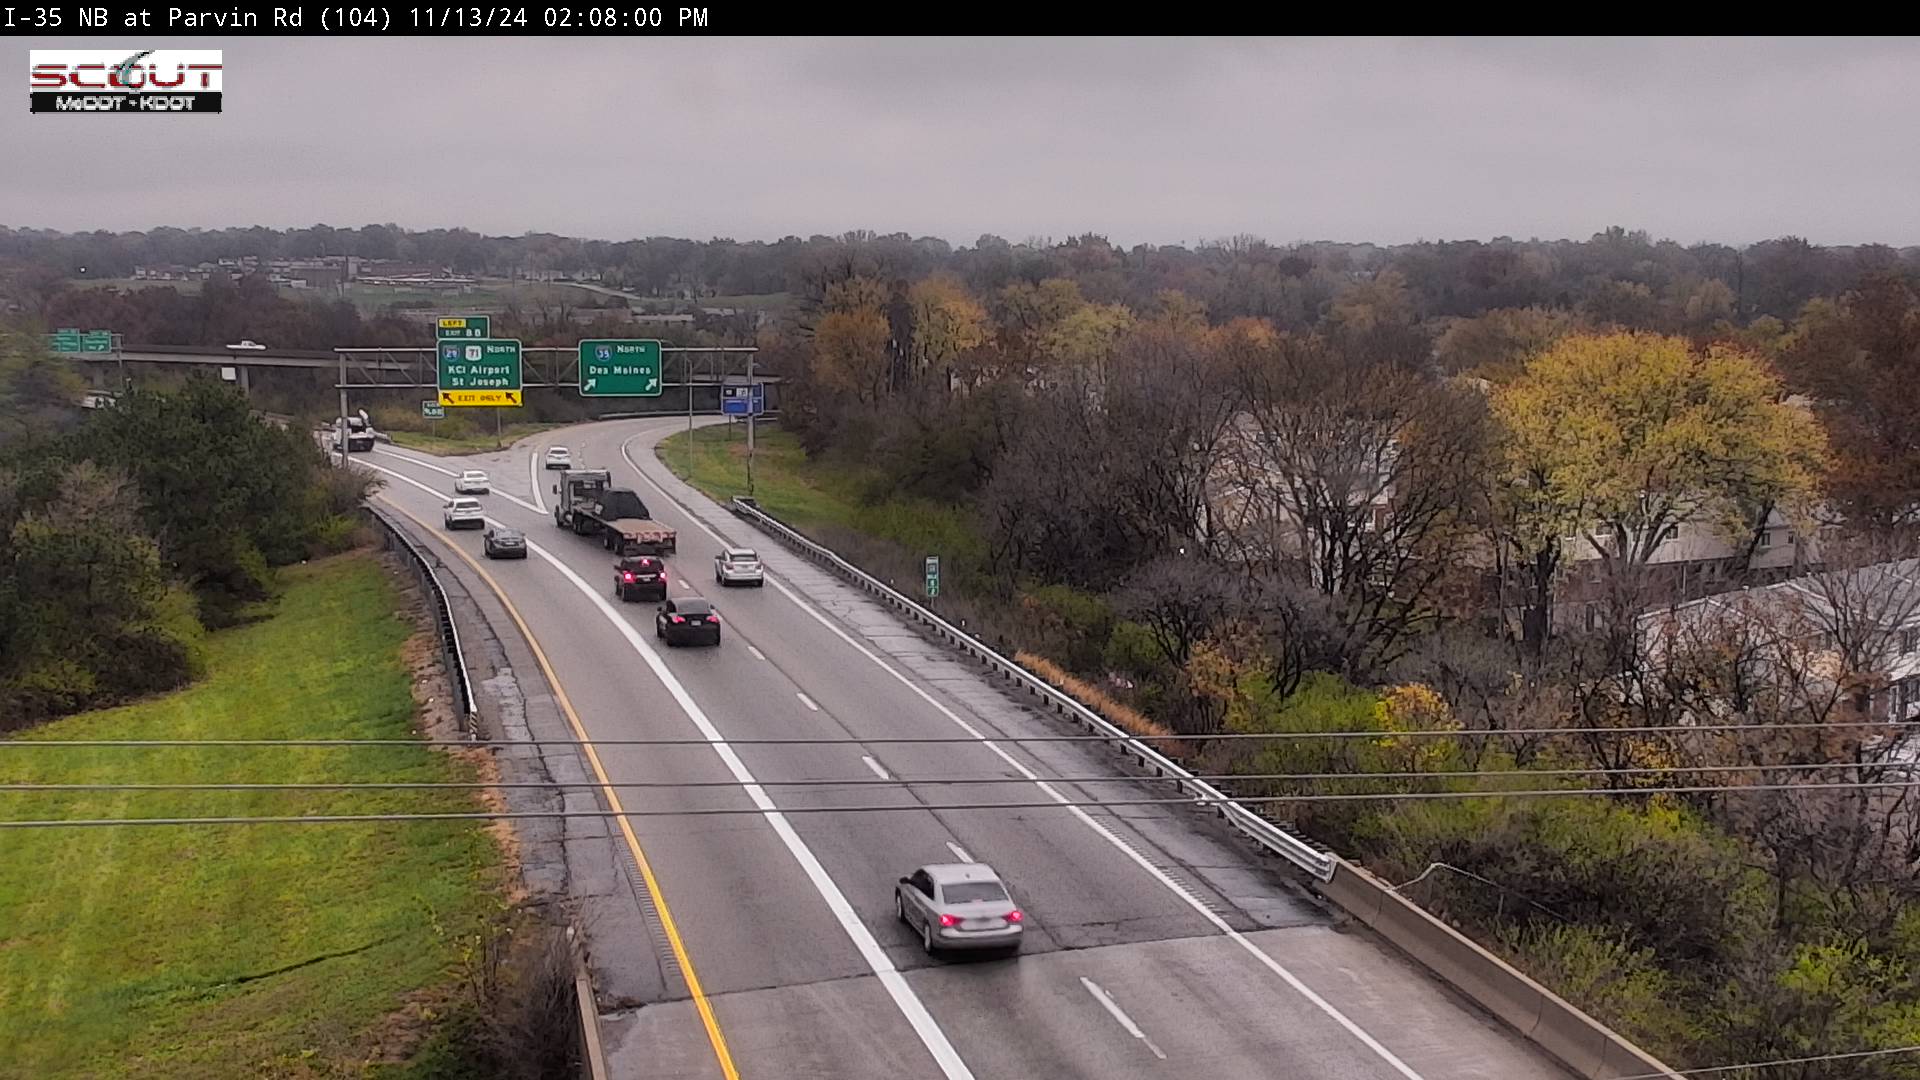 I-35 NB at Parvin Rd (104) 11/13/24 02:08:00 PM
SCOUT
MoDOT - KDOT
LEFT
EXIT 8B
29 71 NORTH
KCI Airport
St Joseph
EXIT ONLY
35 NORTH
Des Moines